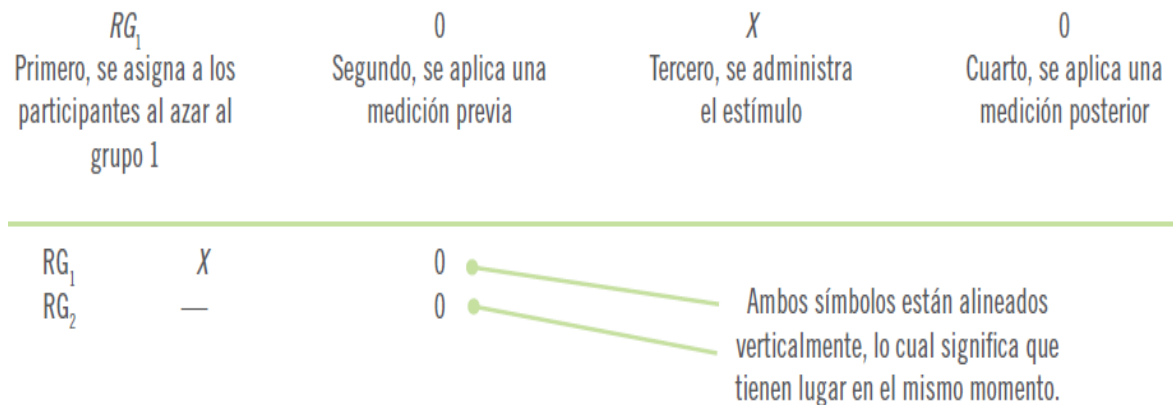 RG₁ 0 X 0
Primero, se asigna a los Segundo, se aplica una Tercero, se administra Cuarto, se aplica una
participantes al azar al medición previa el estímulo medición posterior
grupo 1
RG₁ X 0
RG₂ — 0
Ambos símbolos están alineados
verticalmente, lo cual significa que
tienen lugar en el mismo momento.